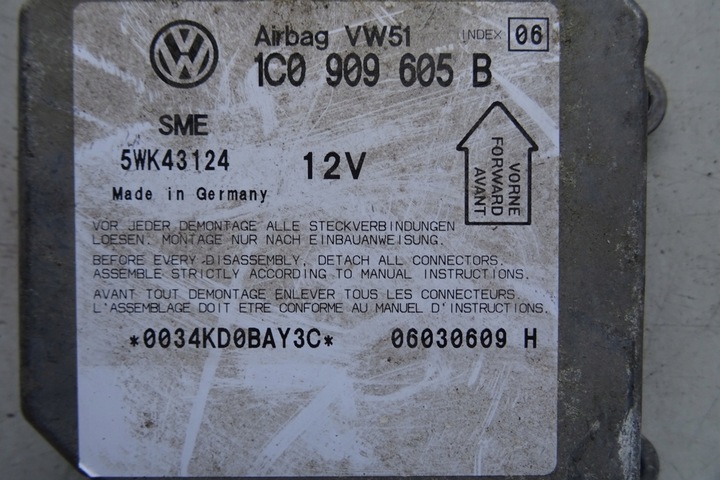 Airbag VW51 INDEX 06
1C0 909 605 B
SME
5WK43124 12V
Made in Germany
VORNE
FORWARD
AVANT
VOR JEDER DEMONTAGE ALLE STECKVERBINDUNGEN
LOESEN. MONTAGE NUR NACH EINBAUANWEISUNG.
BEFORE EVERY DISASSEMBLY, DETACH ALL CONNECTORS.
ASSEMBLE STRICTLY ACCORDING TO MANUAL INSTRUCTIONS.
AVANT TOUT DEMONTAGE ENLEVER TOUS LES CONNECTEURS.
L'ASSEMBLAGE DOIT ETRE CONFORME AU MANUEL D'INSTRUCTIONS.
*0034KD0BAY3C* 06030609 H